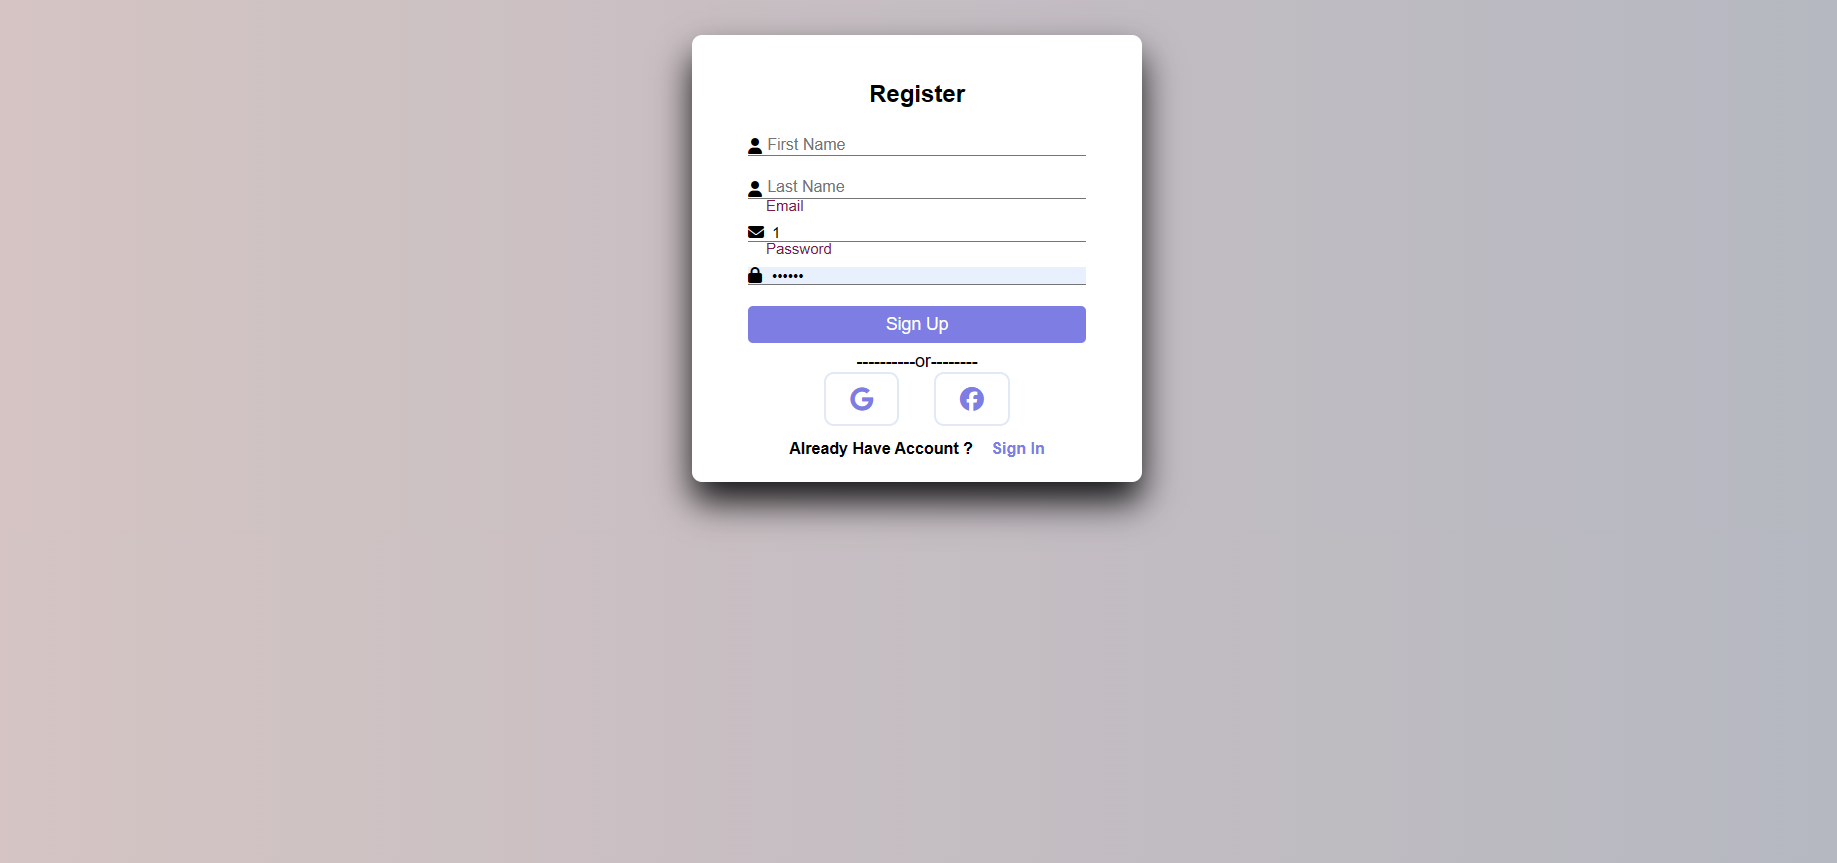 Register
First Name
Last Name
Email
1
Password
••••••
Sign Up
----------or--------
Already Have Account ? Sign In